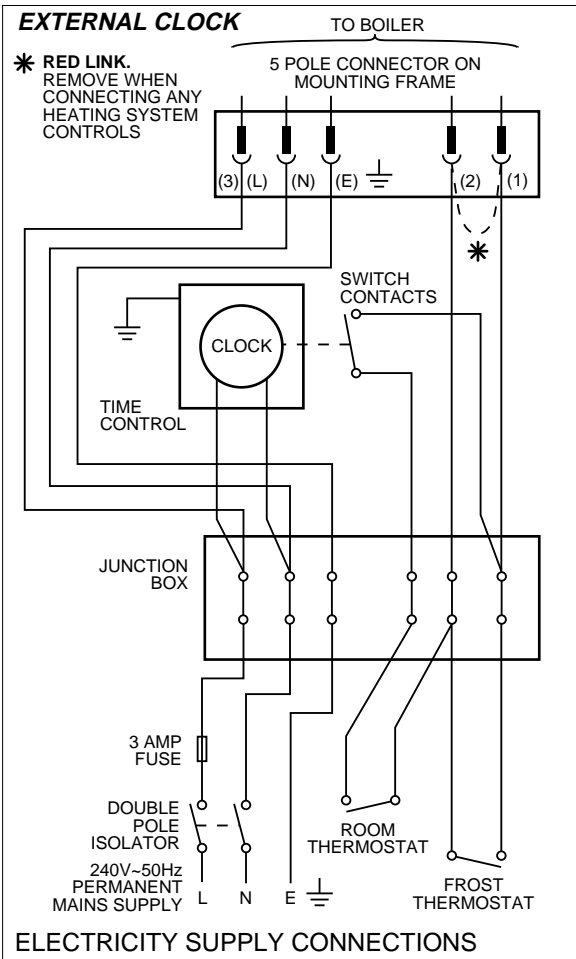 EXTERNAL CLOCK
TO BOILER
RED LINK.
REMOVE WHEN
CONNECTING ANY
HEATING SYSTEM
CONTROLS
5 POLE CONNECTOR ON
MOUNTING FRAME
(3) (L) (N) (E) (2) (1)
SWITCH
CONTACTS
CLOCK
TIME
CONTROL
JUNCTION
BOX
3 AMP
FUSE
DOUBLE
POLE
ISOLATOR
ROOM
THERMOSTAT
240V~50Hz
PERMANENT
MAINS SUPPLY
L N E
FROST
THERMOSTAT
ELECTRICITY SUPPLY CONNECTIONS